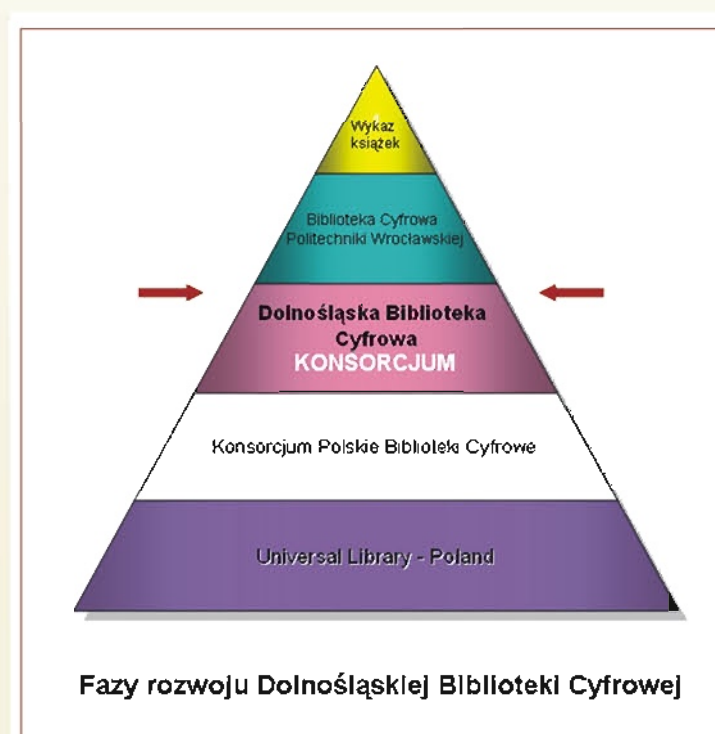 Wykaz
książek
Biblioteka Cyfrowa
Politechniki Wrocławskiej
Dolnośląska Biblioteka
Cyfrowa
KONSORCJUM
Konsorcjum Polskie Biblioteki Cyfrowe
Universal Library - Poland
Fazy rozwoju Dolnośląskiej Biblioteki Cyfrowej